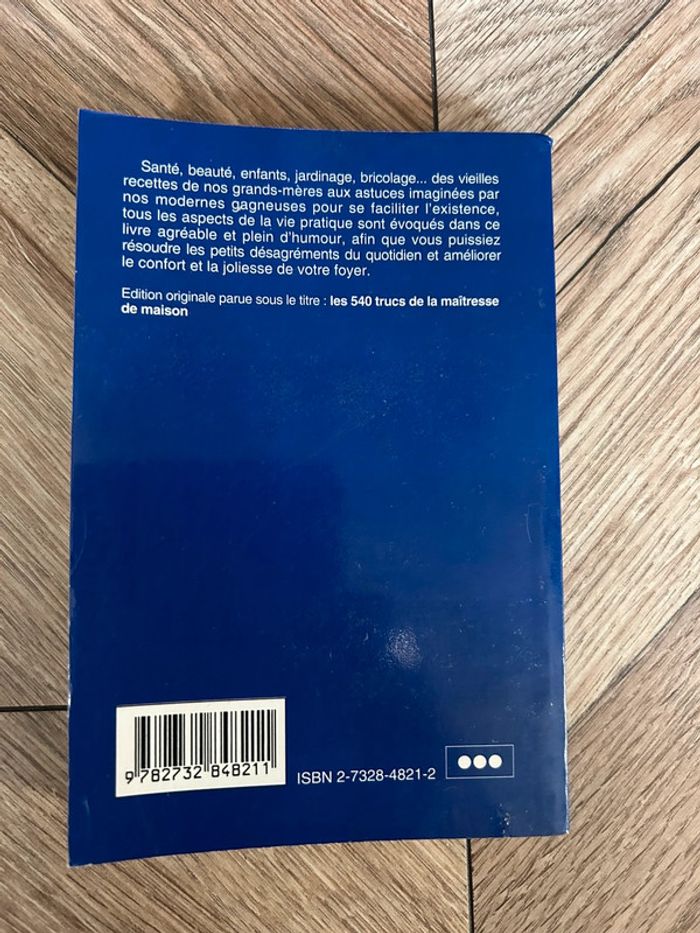 Santé, beauté, enfants, jardinage, bricolage... des vieilles
recettes de nos grands-mères aux astuces imaginées par
nos modernes gagneuses pour se faciliter l'existence,
tous les aspects de la vie pratique sont évoqués dans ce
livre agréable et plein d'humour, afin que vous puissiez
résoudre les petits désagréments du quotidien et améliorer
le confort et la joliesse de votre foyer.
Edition originale parue sous le titre : les 540 trucs de la maîtresse
de maison
9 782732 848211
ISBN 2-7328-4821-2